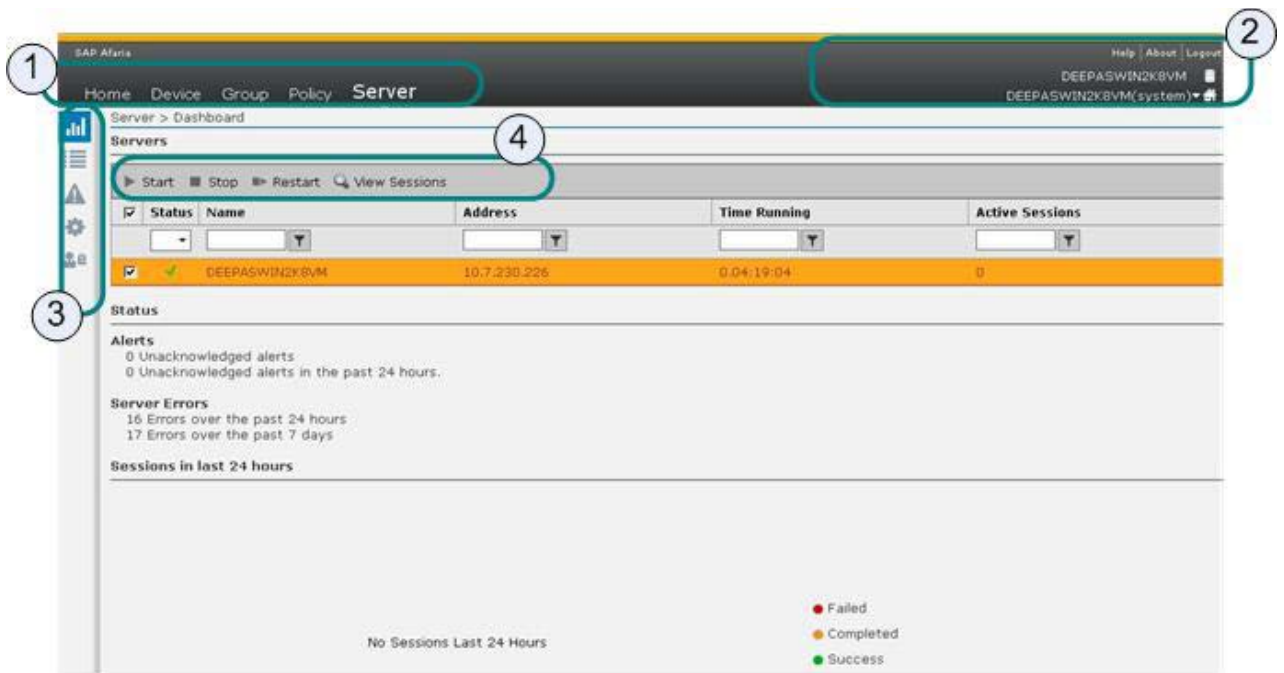 SAP Afaria
Help | About | Logout
1
2
DEEPASWIN2K8VM
Home Device Group Policy Server
DEEPASWIN2K8VM(system)
Server > Dashboard
Servers
4
Start Stop Restart View Sessions
Status Name Address Time Running Active Sessions
DEEPASWIN2K8VM 10.7.230.226 0.04:19:04 0
3
Status
Alerts
0 Unacknowledged alerts
0 Unacknowledged alerts in the past 24 hours.
Server Errors
16 Errors over the past 24 hours
17 Errors over the past 7 days
Sessions in last 24 hours
No Sessions Last 24 Hours
Failed
Completed
Success